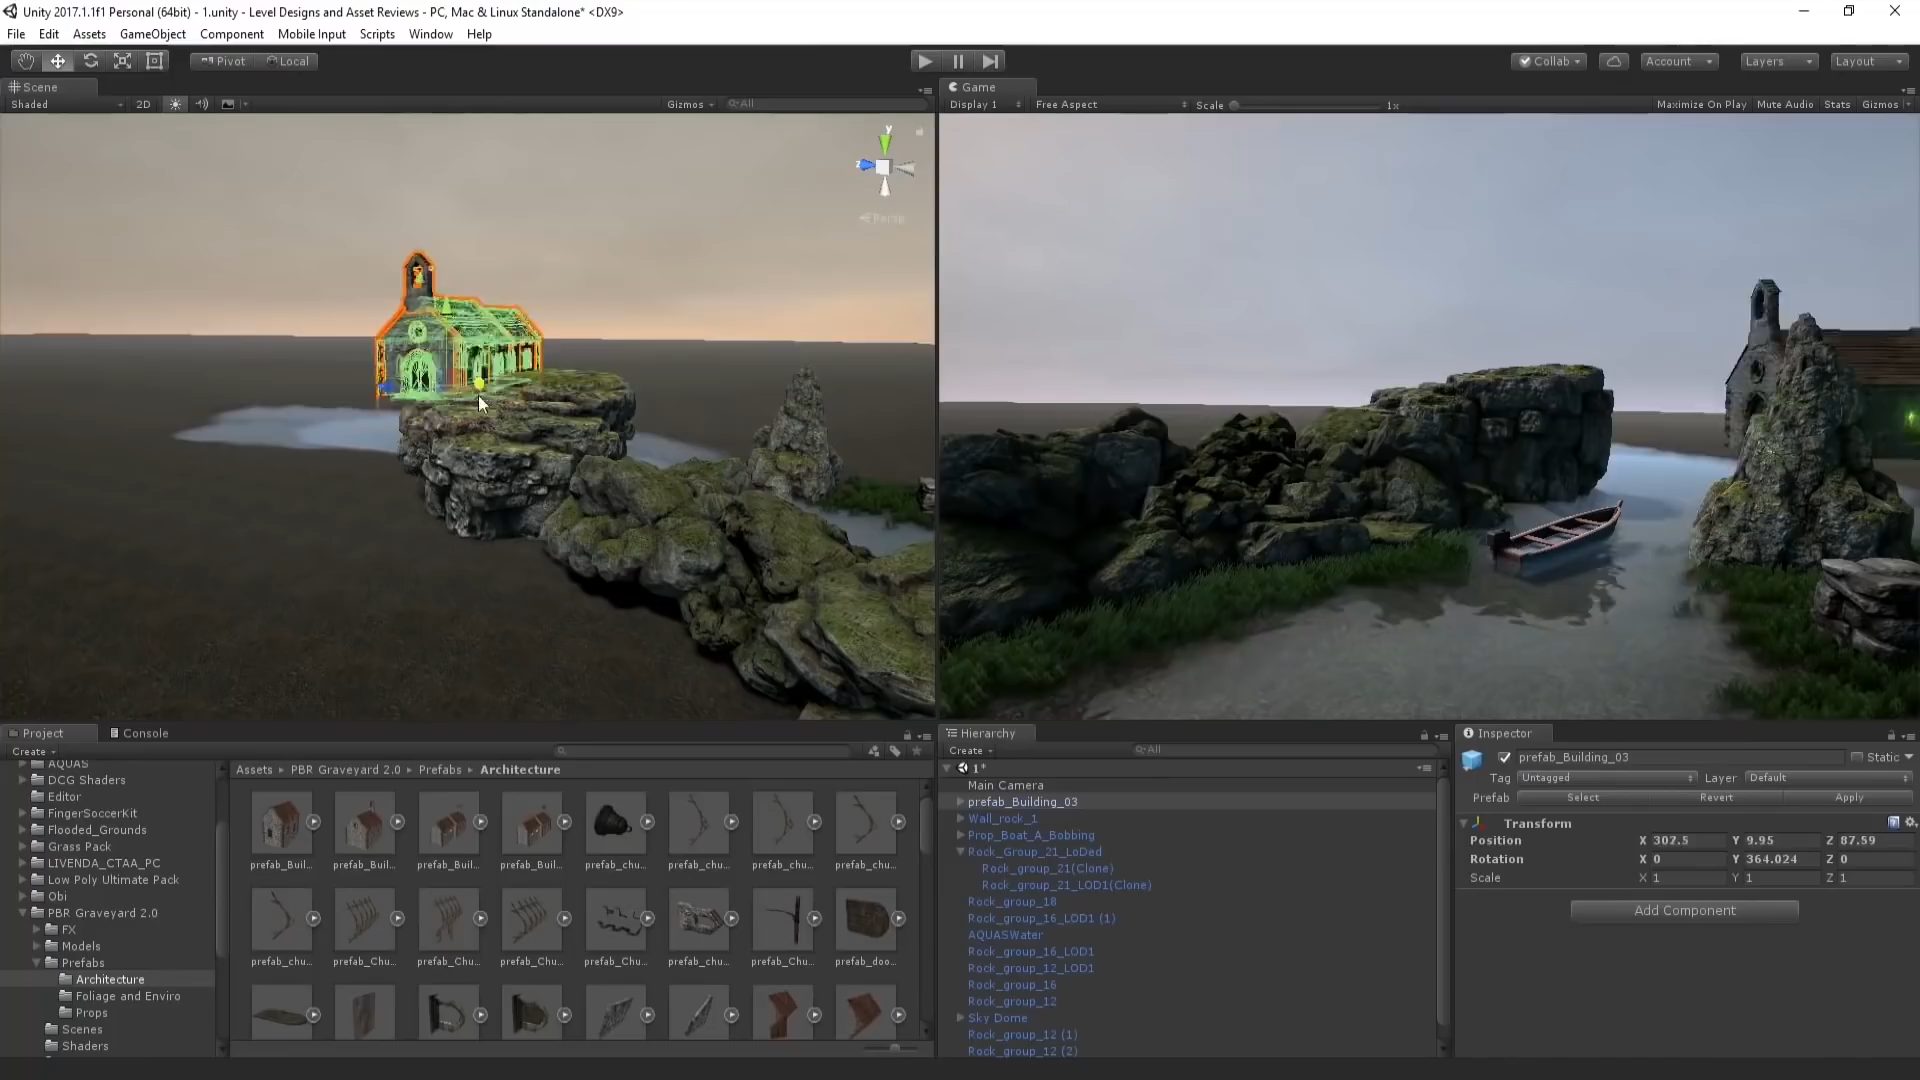 Unity 2017.1.1f1 Personal (64bit) - 1.unity - Level Designs and Asset Reviews - PC, Mac & Linux Standalone* <DX9>
File Edit Assets GameObject Component Mobile Input Scripts Window Help
Pivot Local Collab Account Layers Layout
Scene
Shaded 2D Gizmos All
y
z
Persp
Game
Display 1 Free Aspect Scale 1x Maximize On Play Mute Audio Stats Gizmos
Project Console
Create
AQUAS
DCG Shaders
Editor
FingerSoccerKit
Flooded_Grounds
Grass Pack
LIVENDA_CTAA_PC
Low Poly Ultimate Pack
Obi
PBR Graveyard 2.0
FX
Models
Prefabs
Architecture
Foliage and Enviro
Props
Scenes
Shaders
Assets PBR Graveyard 2.0 Prefabs Architecture
prefab_Buil... prefab_Buil... prefab_Buil... prefab_Buil... prefab_chu... prefab_chu... prefab_chu... prefab_chu...
prefab_chu... prefab_Chu... prefab_Chu... prefab_Chu... prefab_Chu... prefab_chu... prefab_Chu... prefab_doo...
Hierarchy
Create All
1*
Main Camera
prefab_Building_03
Wall_rock_1
Prop_Boat_A_Bobbing
Rock_Group_21_LoDed
Rock_group_21(Clone)
Rock_group_21_LOD1(Clone)
Rock_group_18
Rock_group_16_LOD1 (1)
AQUASWater
Rock_group_16_LOD1
Rock_group_12_LOD1
Rock_group_16
Rock_group_12
Sky Dome
Rock_group_12 (1)
Rock_group_12 (2)
Inspector
prefab_Building_03 Static
Tag Untagged Layer Default
Prefab Select Revert Apply
Transform
Position X 302.5 Y 9.95 Z 87.59
Rotation X 0 Y 364.024 Z 0
Scale X 1 Y 1 Z 1
Add Component